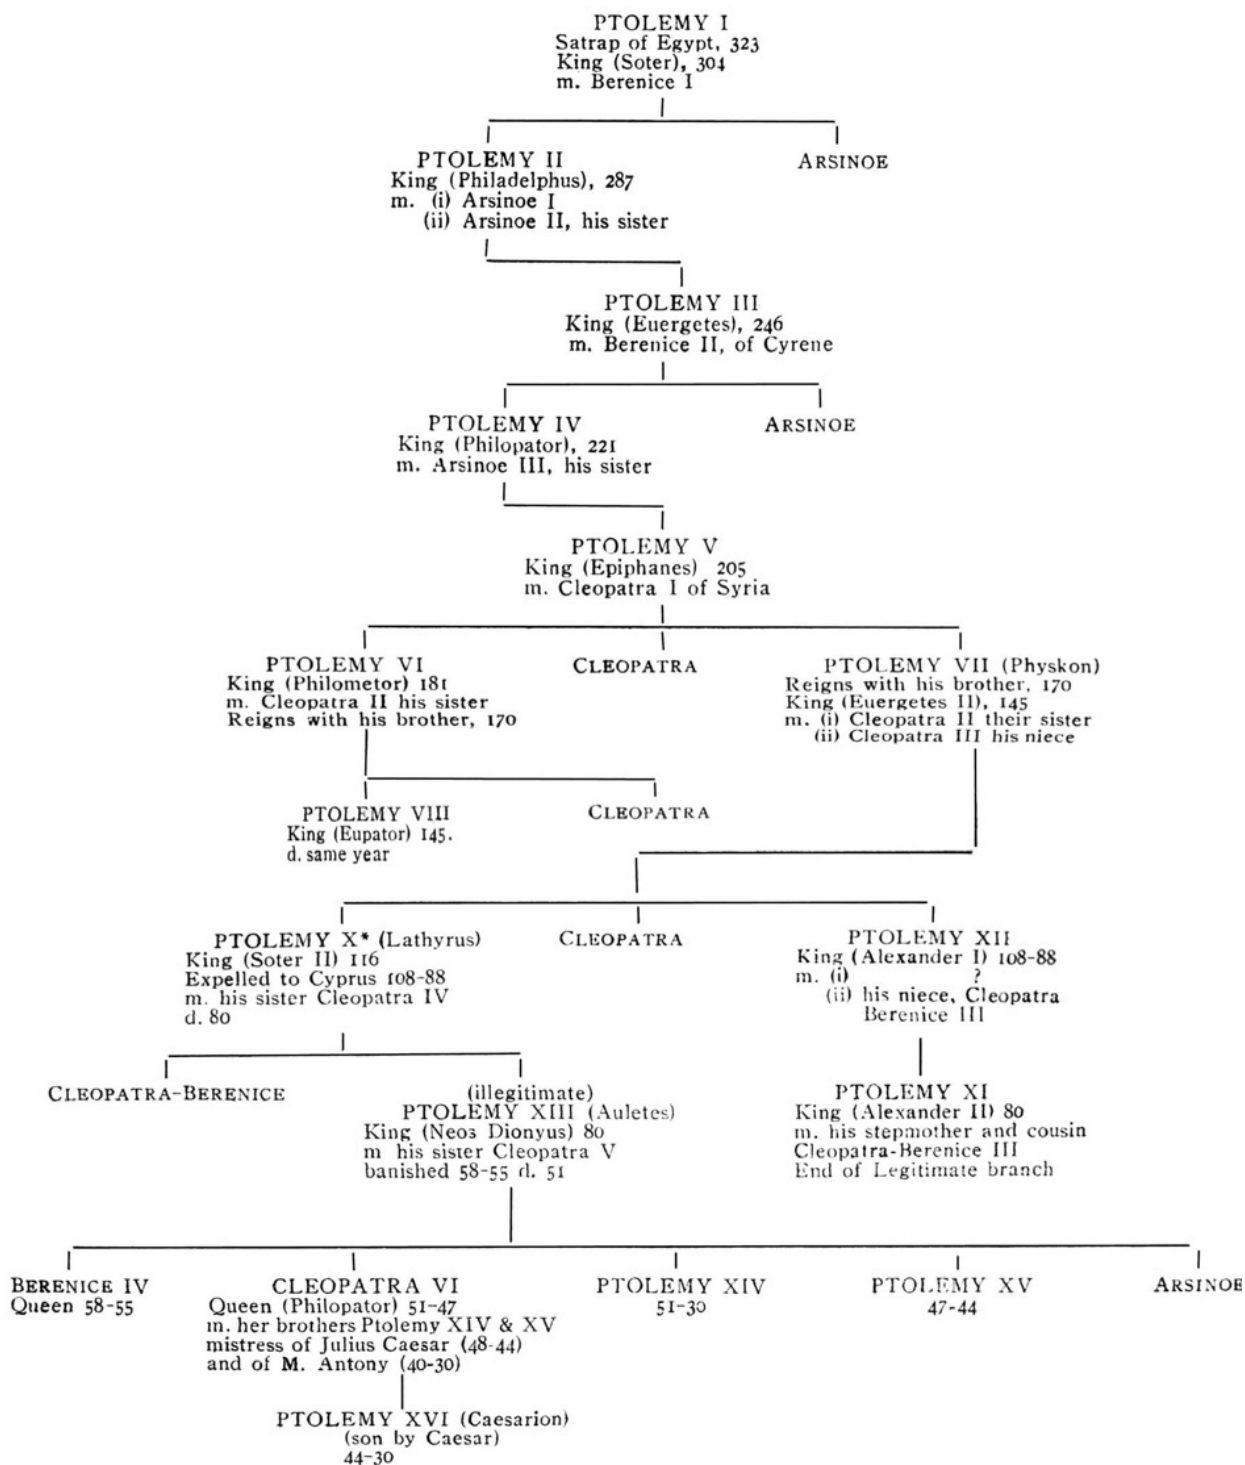 PTOLEMY I
Satrap of Egypt, 323
King (Soter), 304
m. Berenice I
PTOLEMY II
King (Philadelphus), 287
m. (i) Arsinoe I
(ii) Arsinoe II, his sister
ARSINOE
PTOLEMY III
King (Euergetes), 246
m. Berenice II, of Cyrene
PTOLEMY IV
King (Philopator), 221
m. Arsinoe III, his sister
ARSINOE
PTOLEMY V
King (Epiphanes) 205
m. Cleopatra I of Syria
PTOLEMY VI
King (Philometor) 181
m. Cleopatra II his sister
Reigns with his brother, 170
CLEOPATRA
PTOLEMY VII (Physkon)
Reigns with his brother, 170
King (Euergetes II), 145
m. (i) Cleopatra II their sister
(ii) Cleopatra III his niece
PTOLEMY VIII
King (Eupator) 145.
d. same year
CLEOPATRA
PTOLEMY X* (Lathyrus)
King (Soter II) 116
Expelled to Cyprus 108-88
m. his sister Cleopatra IV
d. 80
CLEOPATRA
PTOLEMY XII
King (Alexander I) 108-88
m. (i) ?
(ii) his niece, Cleopatra
Berenice III
CLEOPATRA-BERENICE
(illegitimate)
PTOLEMY XIII (Auletes)
King (Neos Dionyus) 80
m his sister Cleopatra V
banished 58-55 d. 51
PTOLEMY XI
King (Alexander II) 80
m. his stepmother and cousin
Cleopatra-Berenice III
End of Legitimate branch
BERENICE IV
Queen 58-55
CLEOPATRA VI
Queen (Philopator) 51-47
m. her brothers Ptolemy XIV & XV
mistress of Julius Caesar (48-44)
and of M. Antony (40-30)
PTOLEMY XIV
51-30
PTOLEMY XV
47-44
ARSINOE
PTOLEMY XVI (Caesarion)
(son by Caesar)
44-30